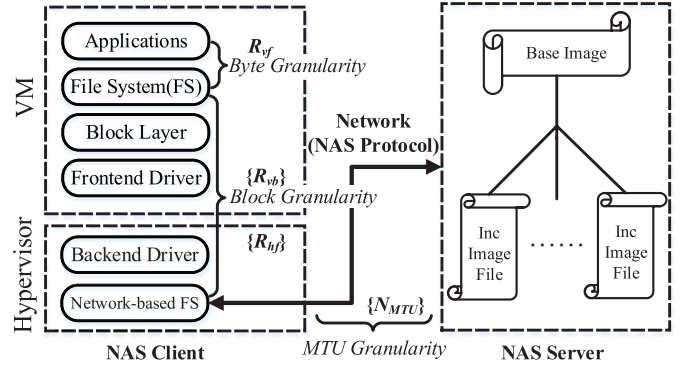 VM
Applications
File System(FS)
Block Layer
Frontend Driver
R_vf
Byte Granularity
{R_vb}
Block Granularity
Hypervisor
{R_hf}
Backend Driver
Network-based FS
NAS Client
Network
(NAS Protocol)
{N_MTU}
MTU Granularity
Base Image
Inc
Image
File
......
Inc
Image
File
NAS Server